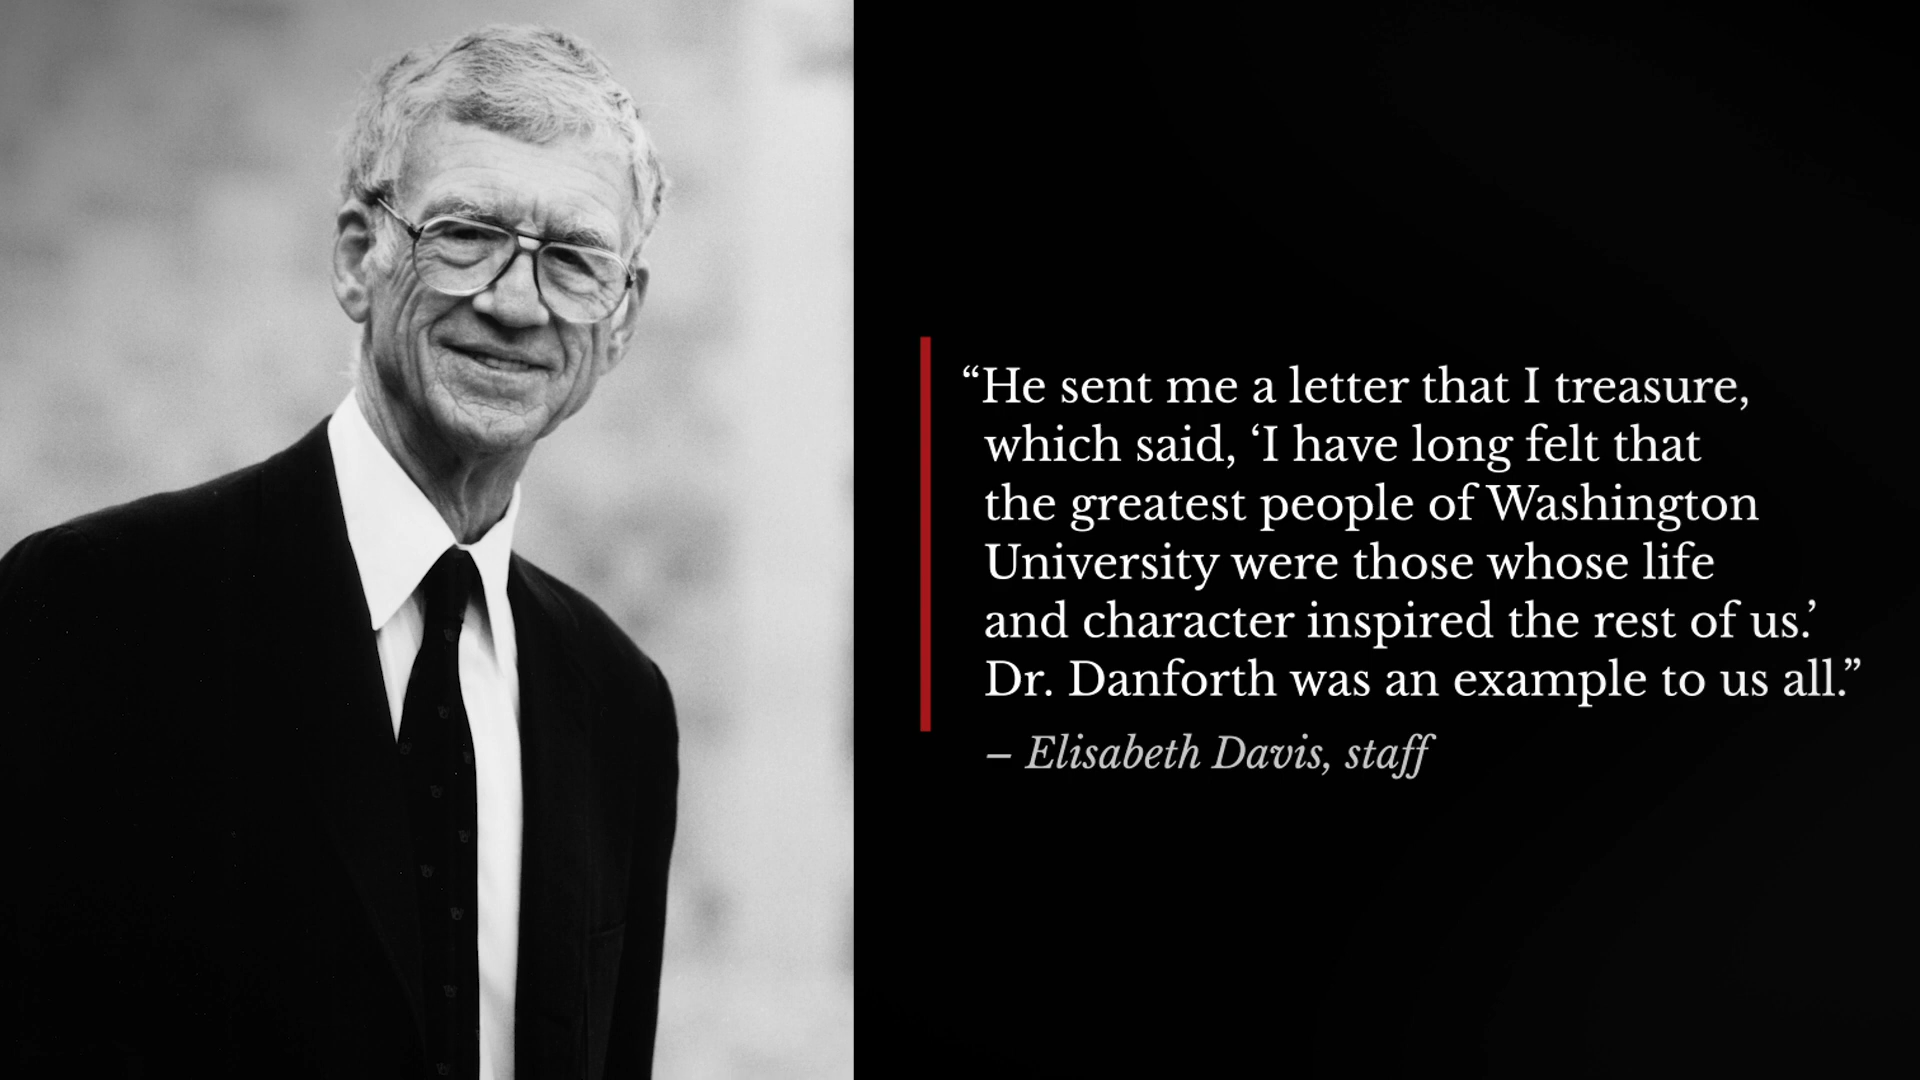 “He sent me a letter that I treasure,
which said, ‘I have long felt that
the greatest people of Washington
University were those whose life
and character inspired the rest of us.’
Dr. Danforth was an example to us all.”
– Elisabeth Davis, staff